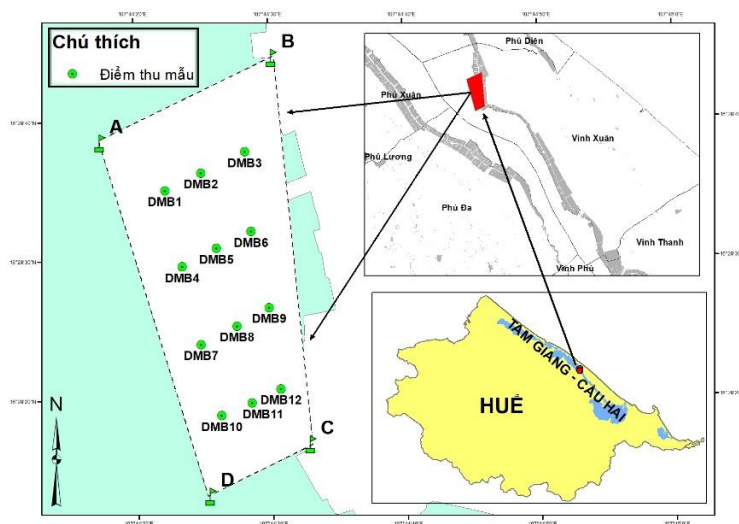 Chú thích
Điểm thu mẫu
A
B
C
D
DMB1
DMB2
DMB3
DMB4
DMB5
DMB6
DMB7
DMB8
DMB9
DMB10
DMB11
DMB12
N
Phú Diên
Phú Xuân
Vinh Xuân
Phú Lương
Phú Đa
Vinh Thanh
Vinh Phú
TAM GIANG - CẦU HAI
HUẾ